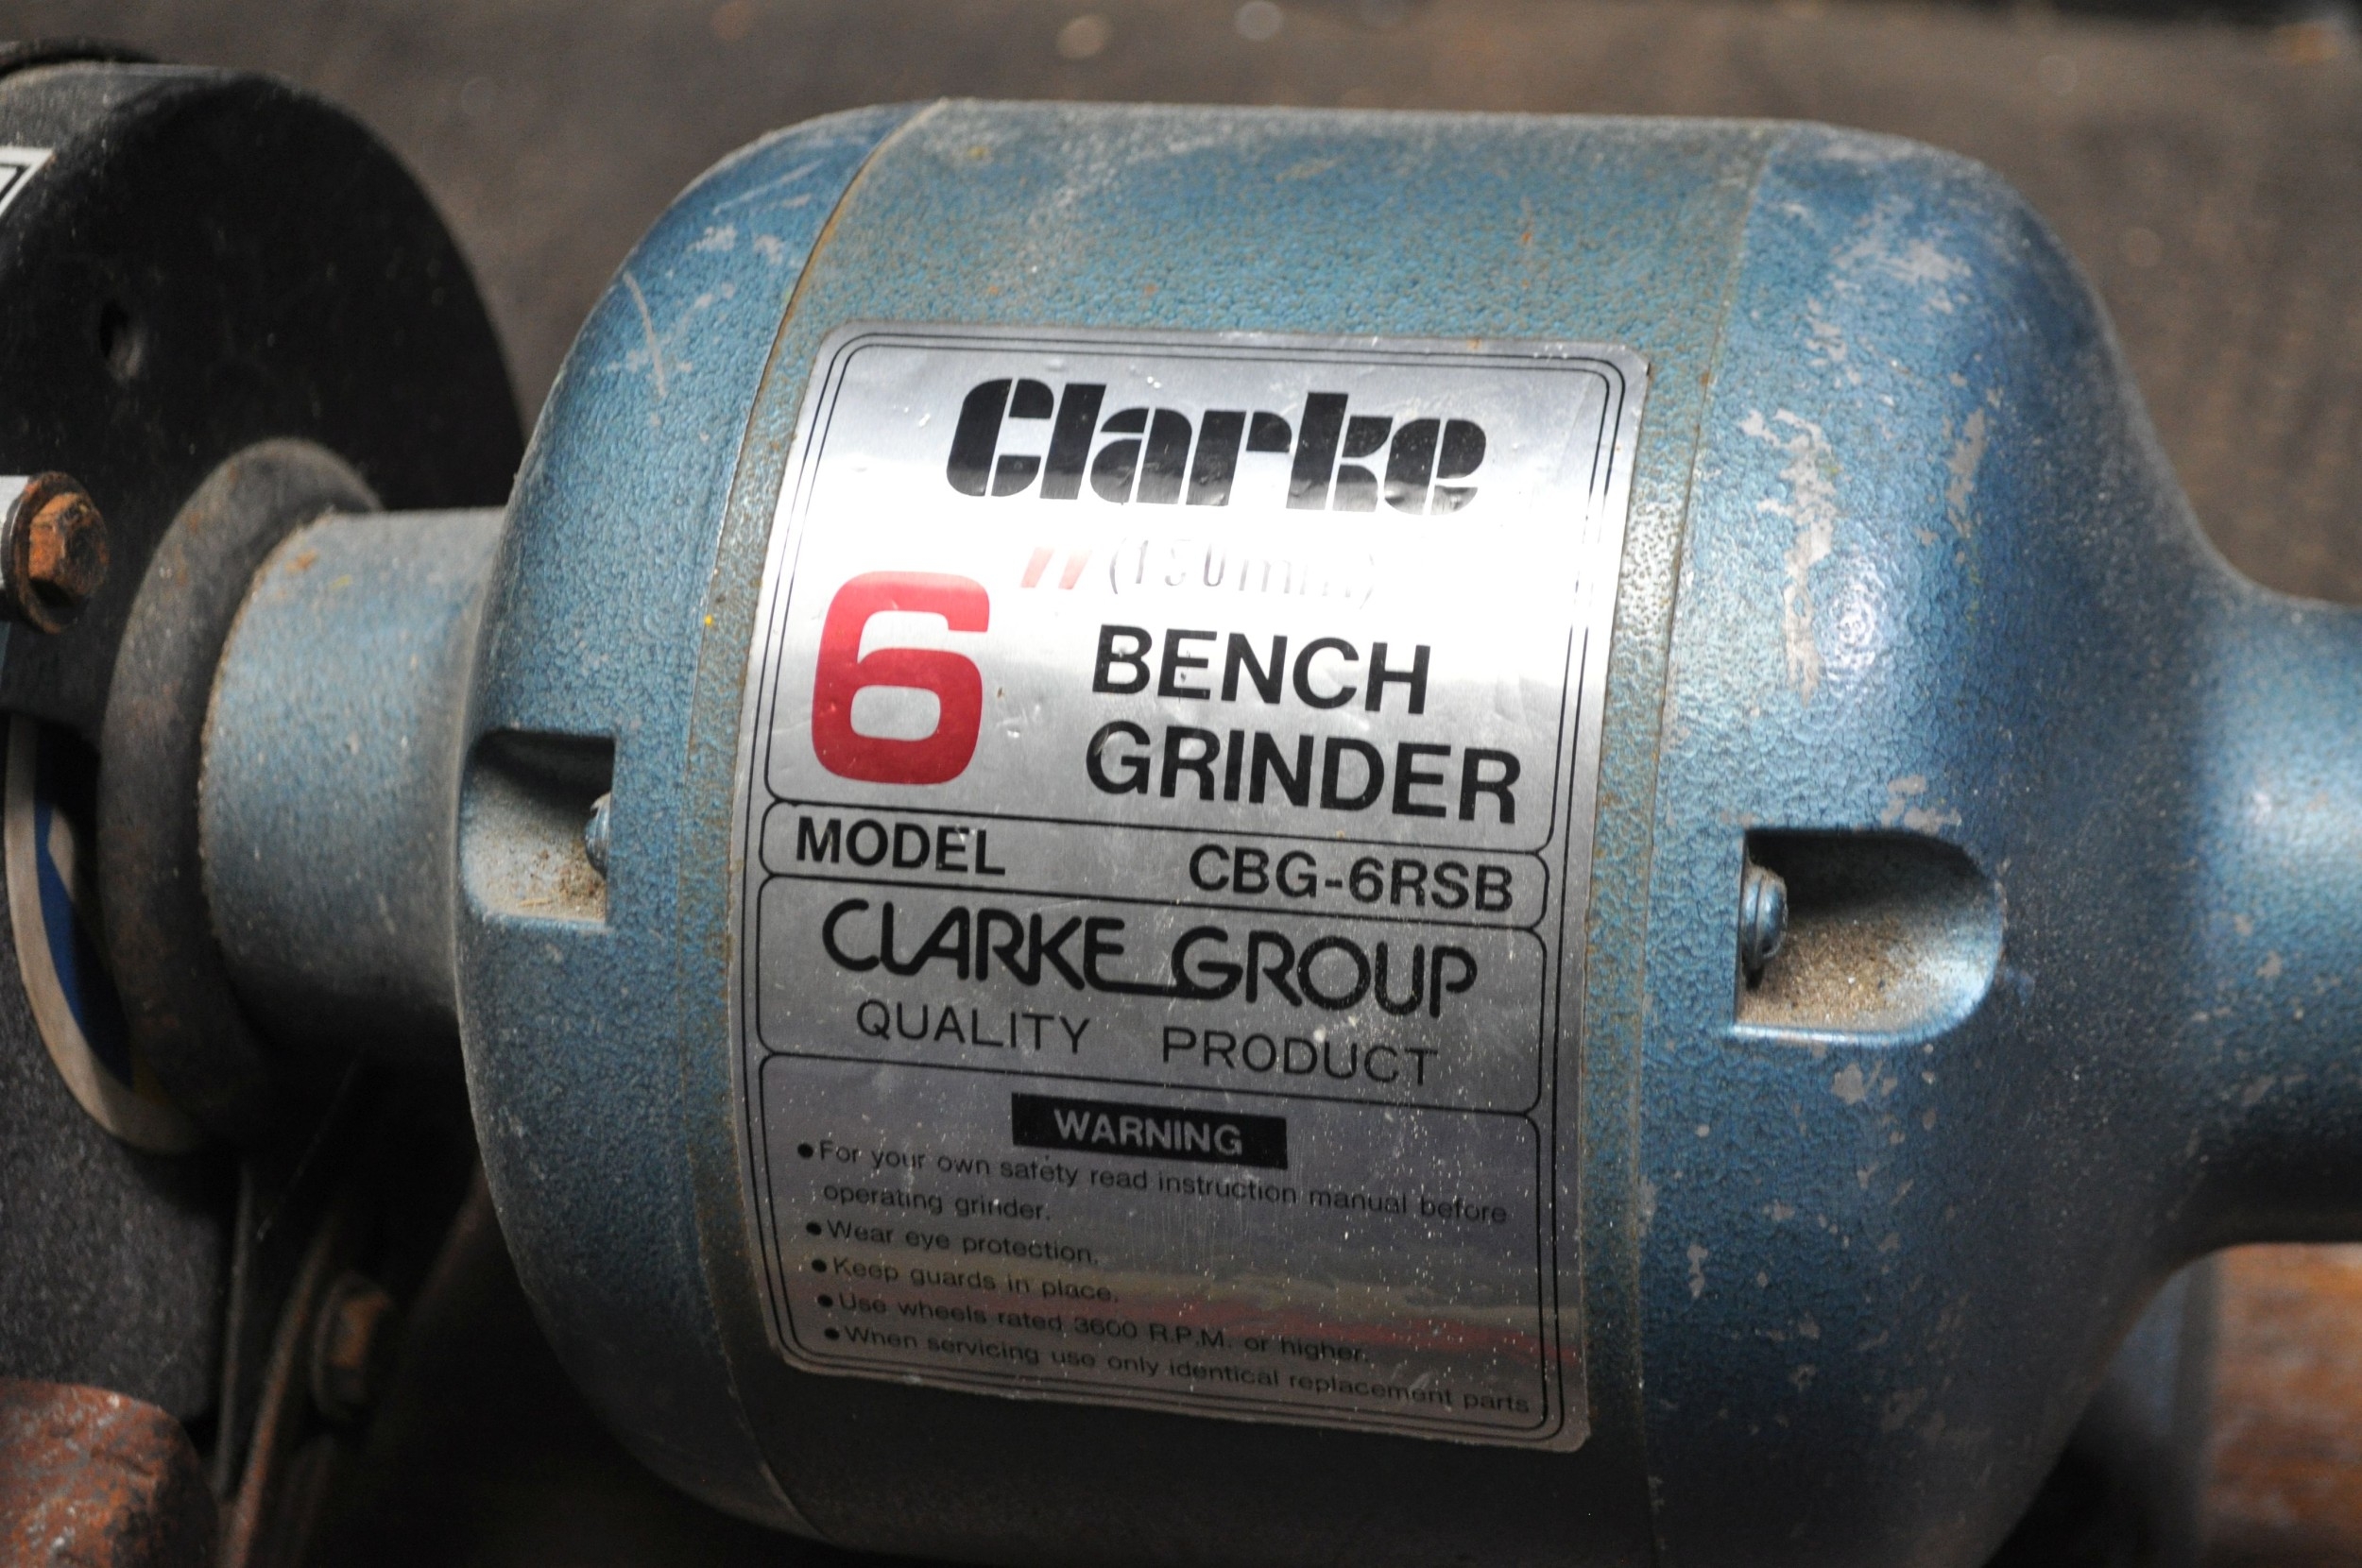 Clarke
6" (150mm)
BENCH
GRINDER
MODEL CBG-6RSB
CLARKE GROUP
QUALITY PRODUCT
WARNING
●For your own safety read instruction manual before
operating grinder.
●Wear eye protection.
●Keep guards in place.
●Use wheels rated 3600 R.P.M. or higher.
●When servicing use only identical replacement parts